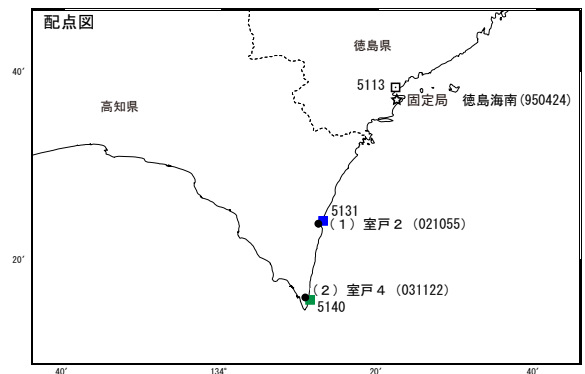 配点図
徳島県
40′
5113
固定局 徳島海南(950424)
高知県
5131
(1)室戸2 (021055)
20′
(2)室戸4 (031122)
5140
40′
134°
20′
40′